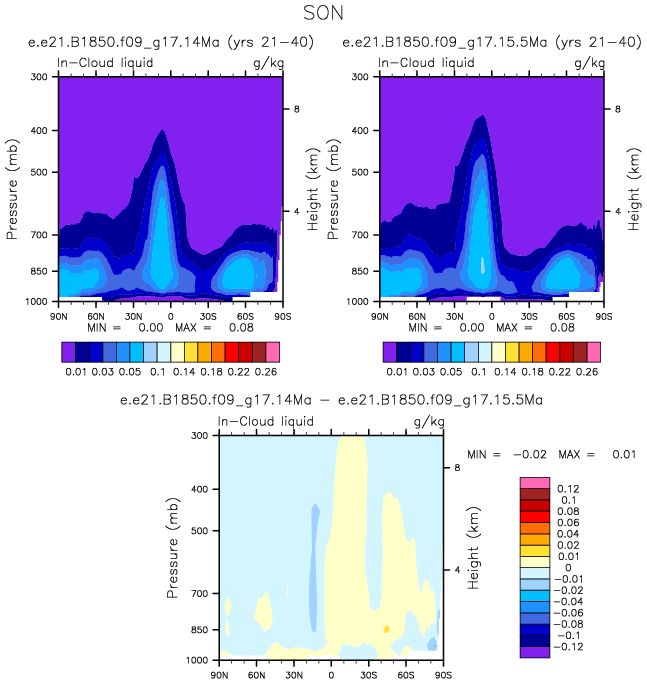 SON
e.e21.B1850.f09_g17.14Ma (yrs 21−40)
In−Cloud liquid g/kg
300
400
500
700
850
1000
Pressure (mb)
8
4
Height (km)
90N 60N 30N 0 30S 60S 90S
MIN = 0.00 MAX = 0.08
0.01 0.03 0.05 0.1 0.14 0.18 0.22 0.26
e.e21.B1850.f09_g17.15.5Ma (yrs 21−40)
In−Cloud liquid g/kg
300
400
500
700
850
1000
Pressure (mb)
8
4
Height (km)
90N 60N 30N 0 30S 60S 90S
MIN = 0.00 MAX = 0.08
0.01 0.03 0.05 0.1 0.14 0.18 0.22 0.26
e.e21.B1850.f09_g17.14Ma − e.e21.B1850.f09_g17.15.5Ma
In−Cloud liquid g/kg
300
400
500
700
850
1000
Pressure (mb)
8
4
Height (km)
90N 60N 30N 0 30S 60S 90S
MIN = −0.02 MAX = 0.01
0.12
0.1
0.08
0.06
0.04
0.02
0.01
0
−0.01
−0.02
−0.04
−0.06
−0.08
−0.1
−0.12